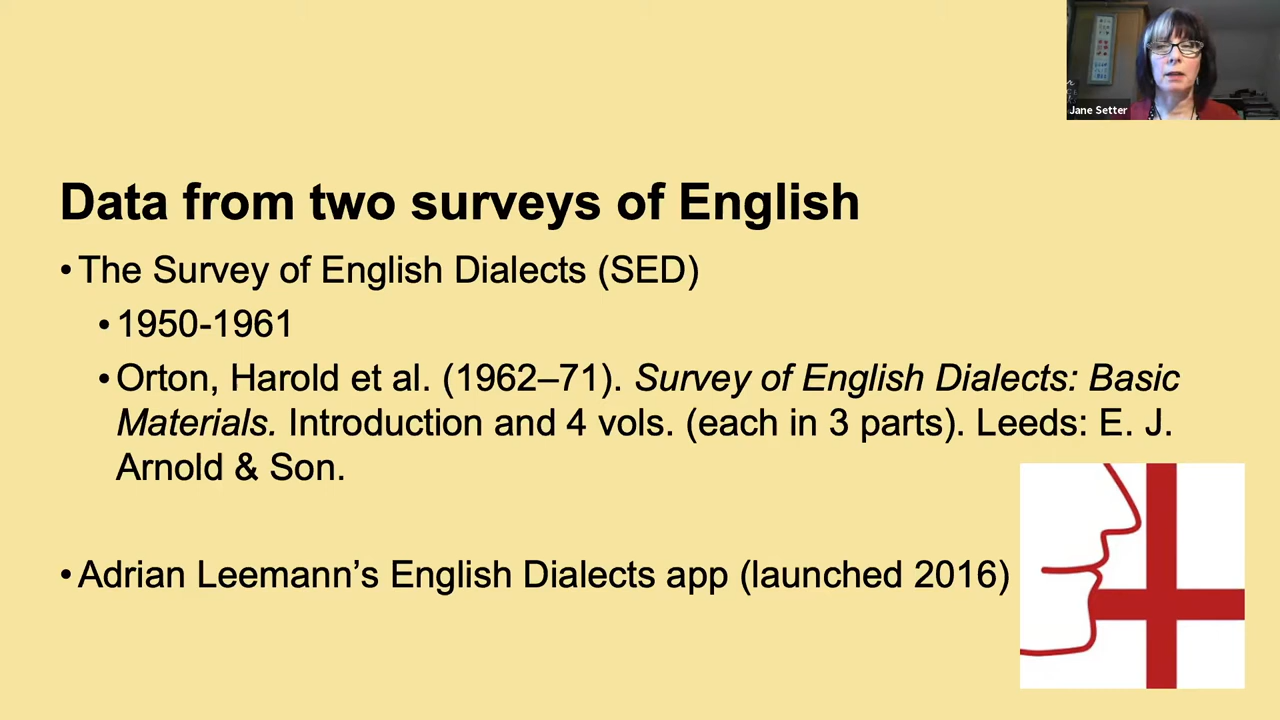 Jane Setter
Data from two surveys of English
• The Survey of English Dialects (SED)
• 1950-1961
• Orton, Harold et al. (1962–71). Survey of English Dialects: Basic
Materials. Introduction and 4 vols. (each in 3 parts). Leeds: E. J.
Arnold & Son.
• Adrian Leemann’s English Dialects app (launched 2016)